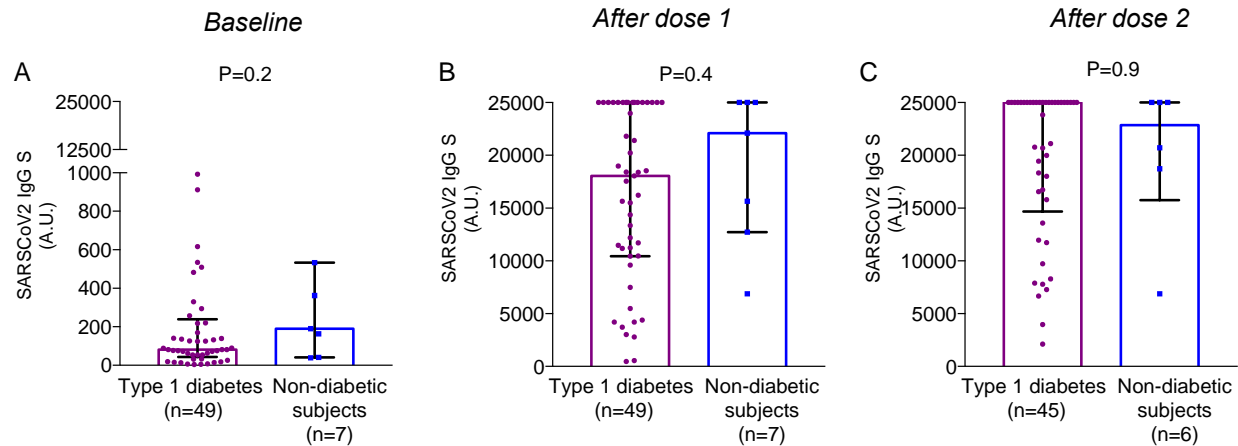 Baseline
After dose 1
After dose 2
A
P=0.2
SARSCoV2 IgG S
(A.U.)
25000
12500
1000
800
600
400
200
0
Type 1 diabetes
(n=49)
Non-diabetic
subjects
(n=7)
B
P=0.4
SARSCoV2 IgG S
(A.U.)
25000
20000
15000
10000
5000
0
Type 1 diabetes
(n=49)
Non-diabetic
subjects
(n=7)
C
P=0.9
SARSCoV2 IgG S
(A.U.)
25000
20000
15000
10000
5000
0
Type 1 diabetes
(n=45)
Non-diabetic
subjects
(n=6)